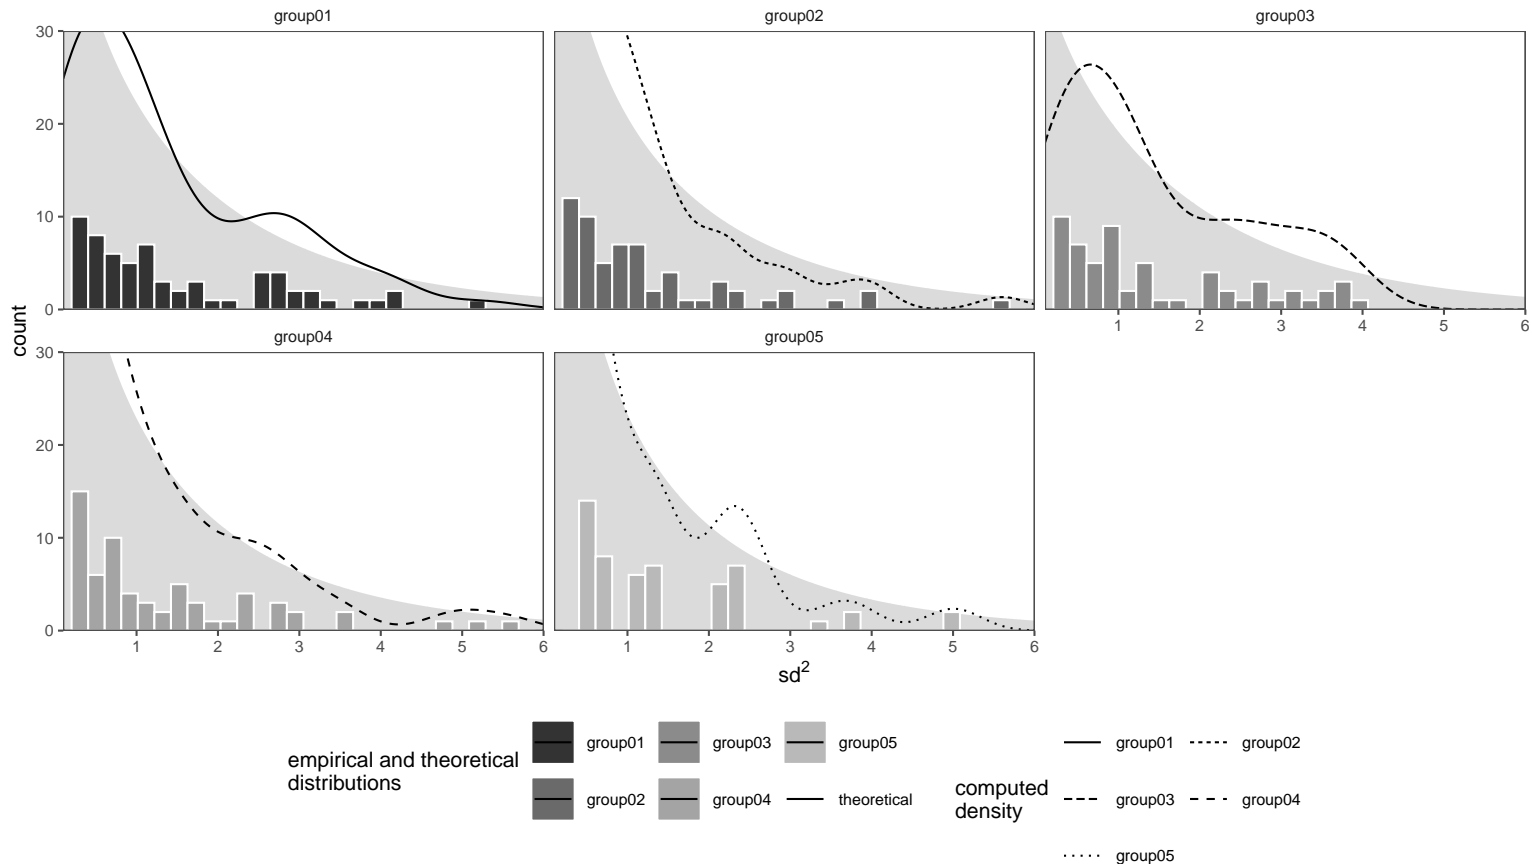 group01 group02 group03
30
20
10
0
1 2 3 4 5 6
count
group04 group05
30
20
10
0
1 2 3 4 5 6
1 2 3 4 5 6
sd²
empirical and theoretical
distributions
group01 group03 group05
group02 group04 theoretical
computed
density
group01 group02
group03 group04
group05